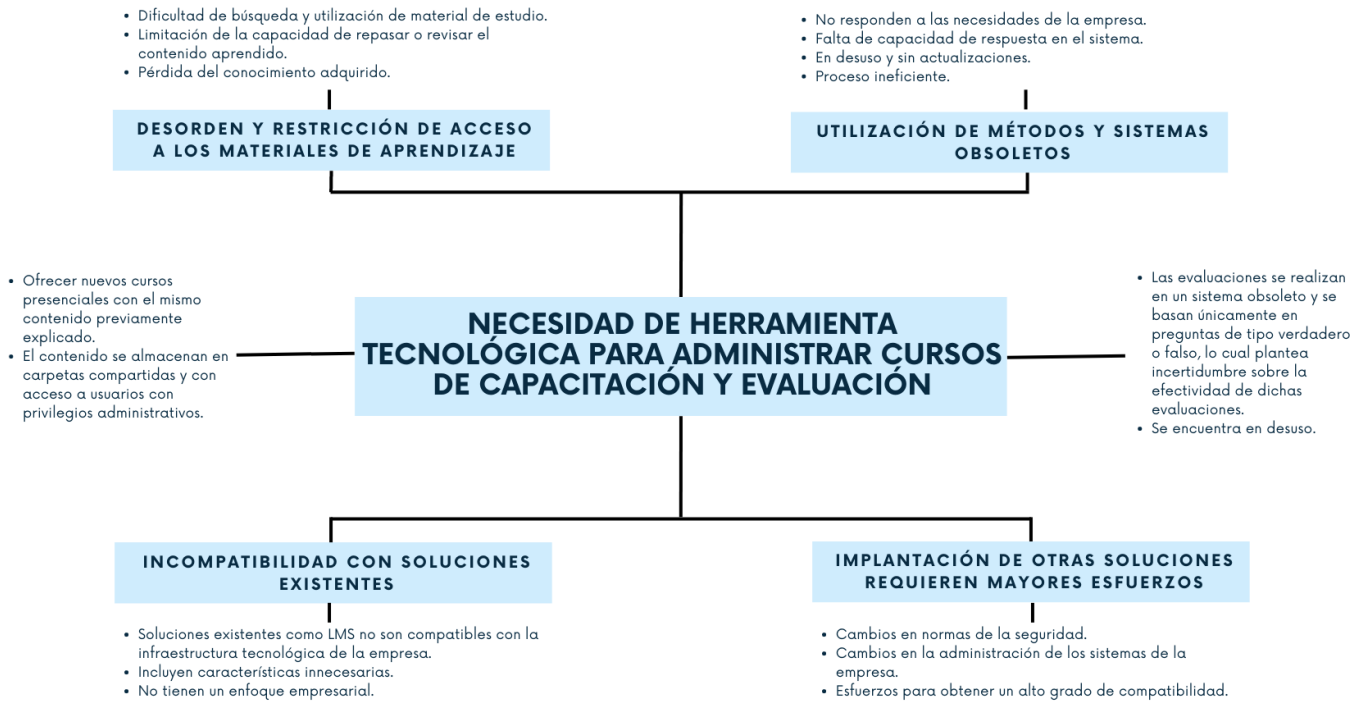 • Dificultad de búsqueda y utilización de material de estudio.
• Limitación de la capacidad de repasar o revisar el
contenido aprendido.
• Pérdida del conocimiento adquirido.
DESORDEN Y RESTRICCIÓN DE ACCESO
A LOS MATERIALES DE APRENDIZAJE
• No responden a las necesidades de la empresa.
• Falta de capacidad de respuesta en el sistema.
• En desuso y sin actualizaciones.
• Proceso ineficiente.
UTILIZACIÓN DE MÉTODOS Y SISTEMAS
OBSOLETOS
• Ofrecer nuevos cursos
presenciales con el mismo
contenido previamente
explicado.
• El contenido se almacenan en
carpetas compartidas y con
acceso a usuarios con
privilegios administrativos.
NECESIDAD DE HERRAMIENTA
TECNOLÓGICA PARA ADMINISTRAR CURSOS
DE CAPACITACIÓN Y EVALUACIÓN
• Las evaluaciones se realizan
en un sistema obsoleto y se
basan únicamente en
preguntas de tipo verdadero
o falso, lo cual plantea
incertidumbre sobre la
efectividad de dichas
evaluaciones.
• Se encuentra en desuso.
INCOMPATIBILIDAD CON SOLUCIONES
EXISTENTES
• Soluciones existentes como LMS no son compatibles con la
infraestructura tecnológica de la empresa.
• Incluyen características innecesarias.
• No tienen un enfoque empresarial.
IMPLANTACIÓN DE OTRAS SOLUCIONES
REQUIEREN MAYORES ESFUERZOS
• Cambios en normas de la seguridad.
• Cambios en la administración de los sistemas de la
empresa.
• Esfuerzos para obtener un alto grado de compatibilidad.